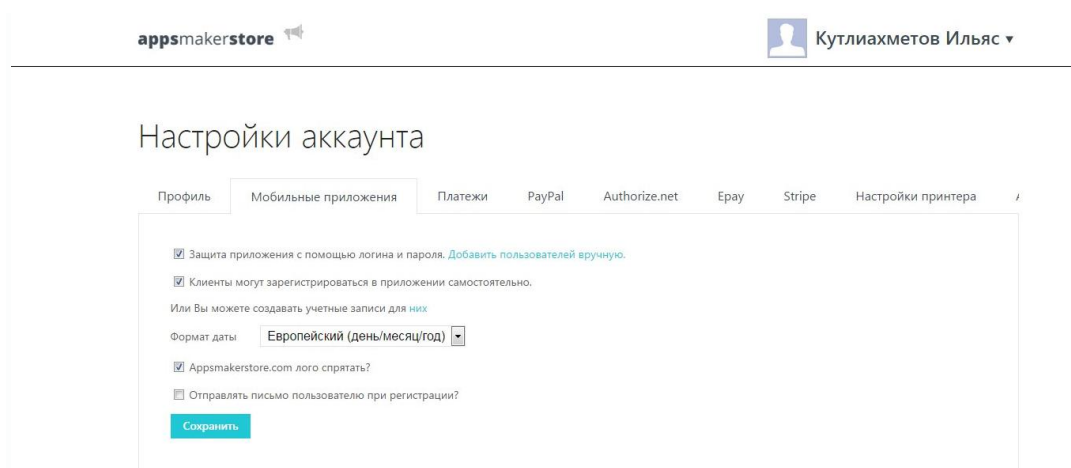 appsmakerstore
Кутлиахметов Ильяс
Настройки аккаунта
Профиль Мобильные приложения Платежи PayPal Authorize.net Epay Stripe Настройки принтера
Защита приложения с помощью логина и пароля. Добавить пользователей вручную.
Клиенты могут зарегистрироваться в приложении самостоятельно.
Или Вы можете создавать учетные записи для них
Формат даты Европейский (день/месяц/год)
Appsmakerstore.com лого спрятать?
Отправлять письмо пользователю при регистрации?
Сохранить